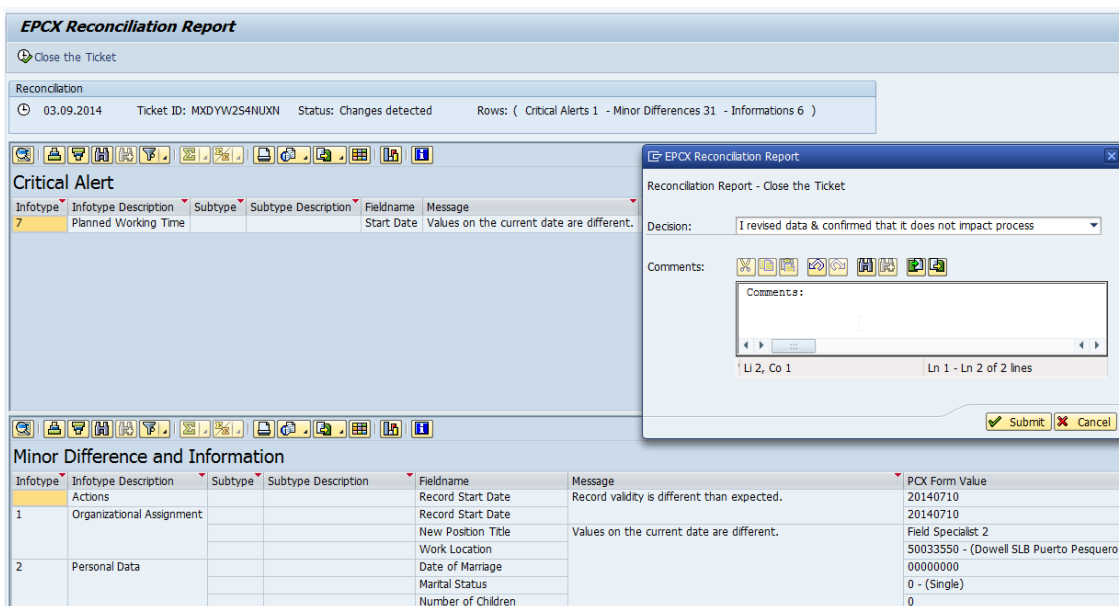 EPCX Reconciliation Report
Close the Ticket
Reconciliation
03.09.2014 Ticket ID: MXDYW2S4NUXN Status: Changes detected Rows: ( Critical Alerts 1 - Minor Differences 31 - Informations 6 )
Critical Alert
Infotype Infotype Description Subtype Subtype Description Fieldname Message
7 Planned Working Time Start Date Values on the current date are different.
EPCX Reconciliation Report
Reconciliation Report - Close the Ticket
Decision: I revised data & confirmed that it does not impact process
Comments:
Comments:
Li 2, Co 1 Ln 1 - Ln 2 of 2 lines
Submit Cancel
Minor Difference and Information
Infotype Infotype Description Subtype Subtype Description Fieldname Message PCX Form Value
Actions Record Start Date Record validity is different than expected. 20140710
1 Organizational Assignment Record Start Date 20140710
New Position Title Values on the current date are different. Field Specialist 2
Work Location 50033550 - (Dowell SLB Puerto Pesquero
2 Personal Data Date of Marriage 00000000
Marital Status 0 - (Single)
Number of Children 0